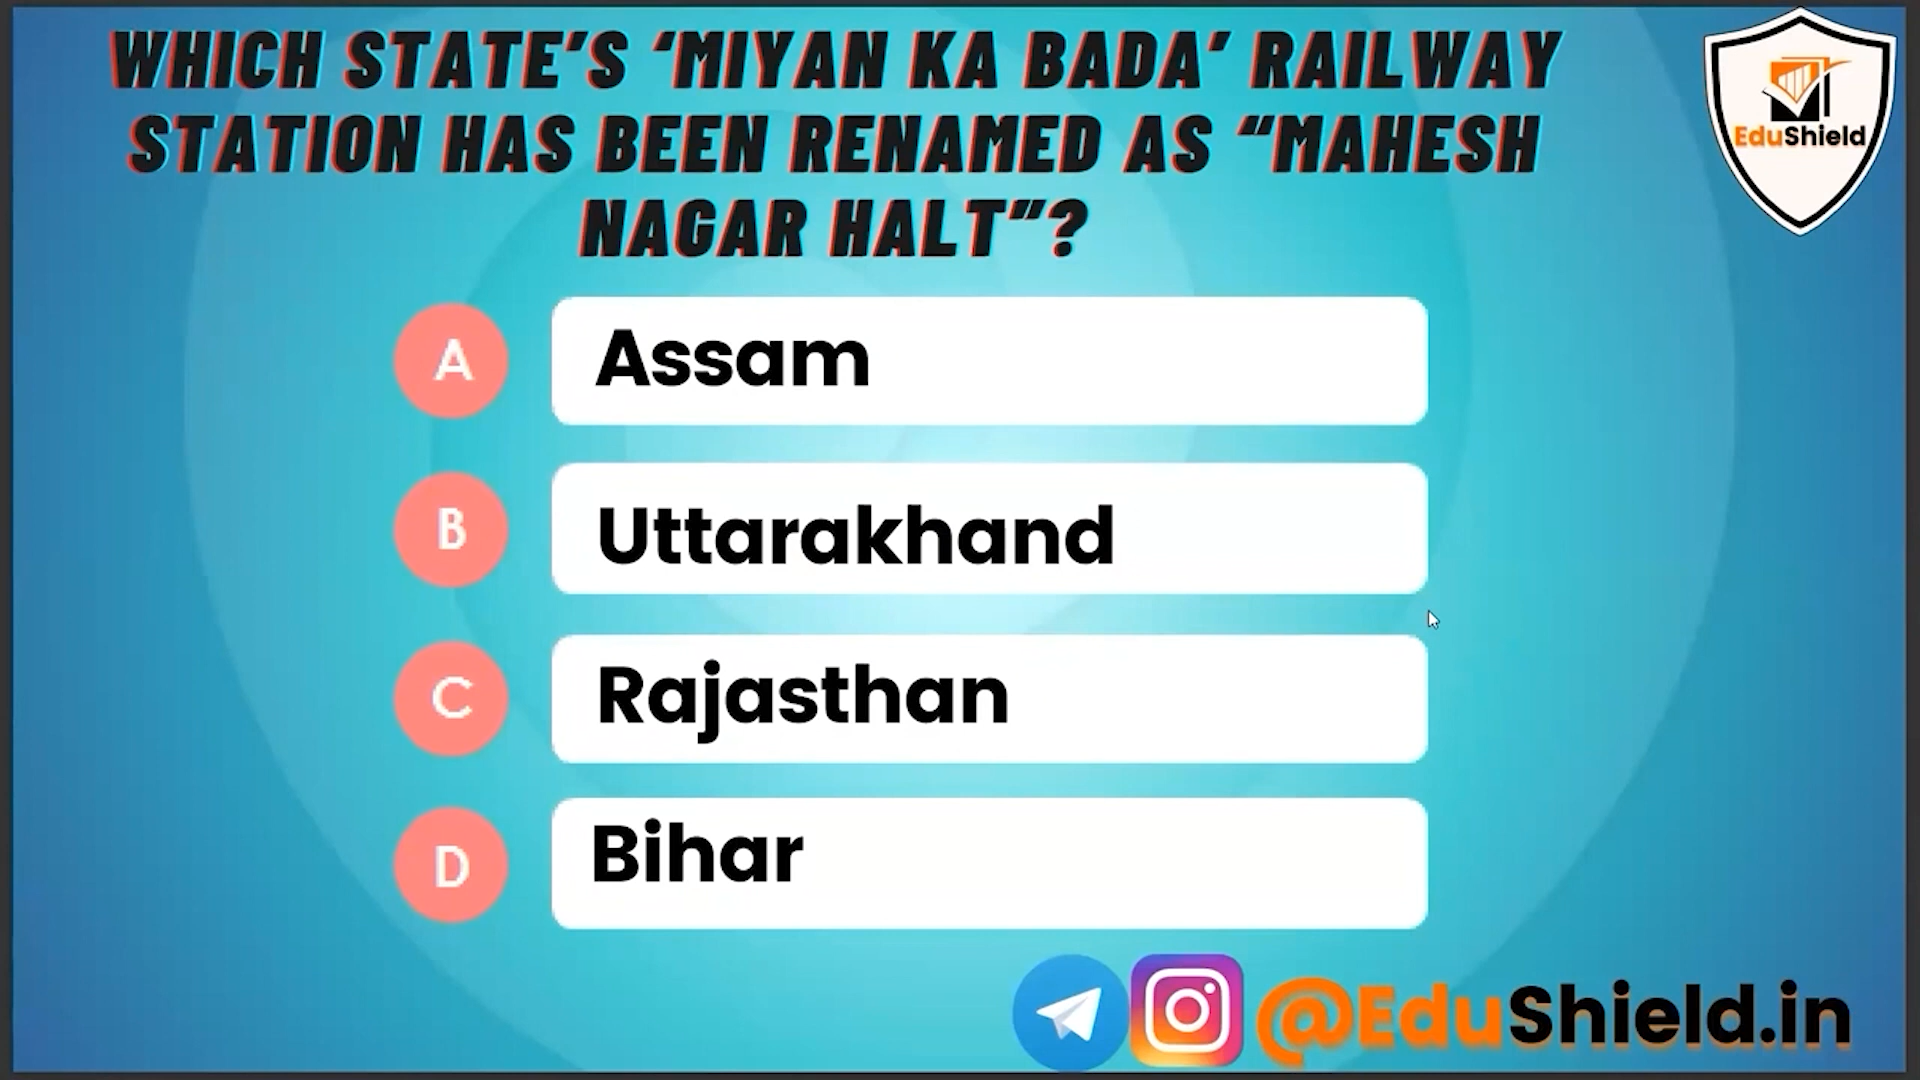 WHICH STATE’S ‘MIYAN KA BADA’ RAILWAY
STATION HAS BEEN RENAMED AS “MAHESH
NAGAR HALT”?
EduShield
A
Assam
B
Uttarakhand
C
Rajasthan
D
Bihar
@EduShield.in